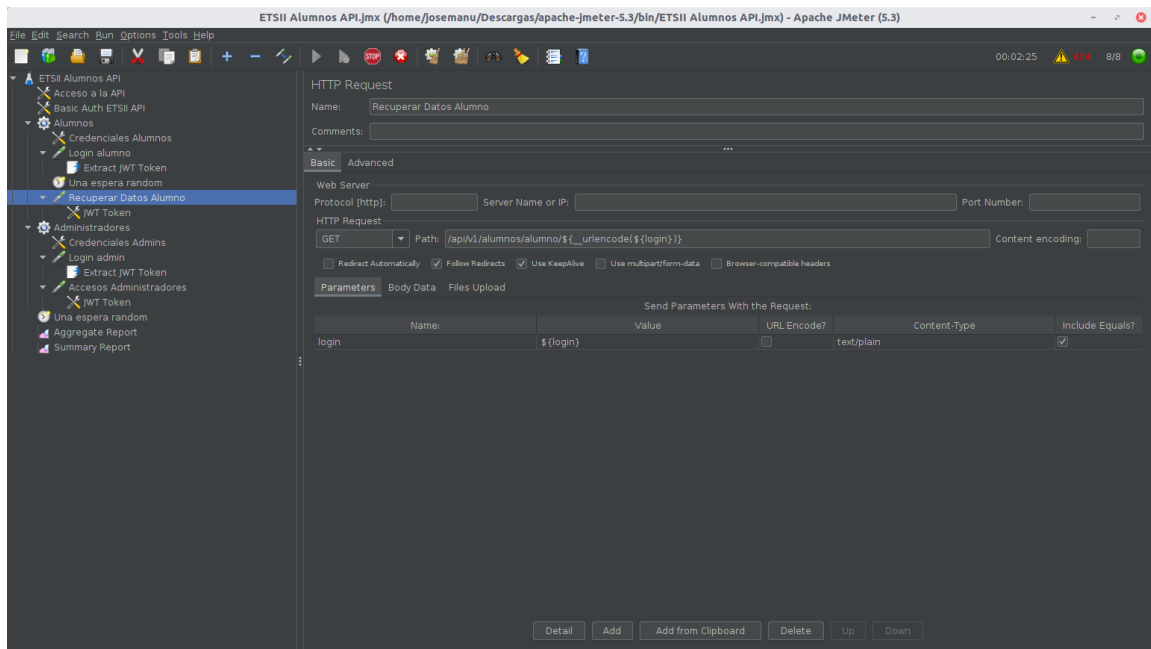 ETSII Alumnos API.jmx (/home/josemanu/Descargas/apache-jmeter-5.3/bin/ETSII Alumnos API.jmx) - Apache JMeter (5.3)
File Edit Search Run Options Tools Help
STOP 00:02:25 404 8/8
ETSII Alumnos API
Acceso a la API
Basic Auth ETSII API
Alumnos
Credenciales Alumnos
Login alumno
Extract JWT Token
Una espera random
Recuperar Datos Alumno
JWT Token
Administradores
Credenciales Admins
Login admin
Extract JWT Token
Accesos Administradores
JWT Token
Una espera random
Aggregate Report
Summary Report
HTTP Request
Name: Recuperar Datos Alumno
Comments:
Basic Advanced
Web Server
Protocol [http]: Server Name or IP: Port Number:
HTTP Request
GET Path: /api/v1/alumnos/alumno/${__urlencode(${login})} Content encoding:
Redirect Automatically Follow Redirects Use KeepAlive Use multipart/form-data Browser-compatible headers
Parameters Body Data Files Upload
Send Parameters With the Request:
Name: Value URL Encode? Content-Type Include Equals?
login ${login} text/plain
Detail Add Add from Clipboard Delete Up Down